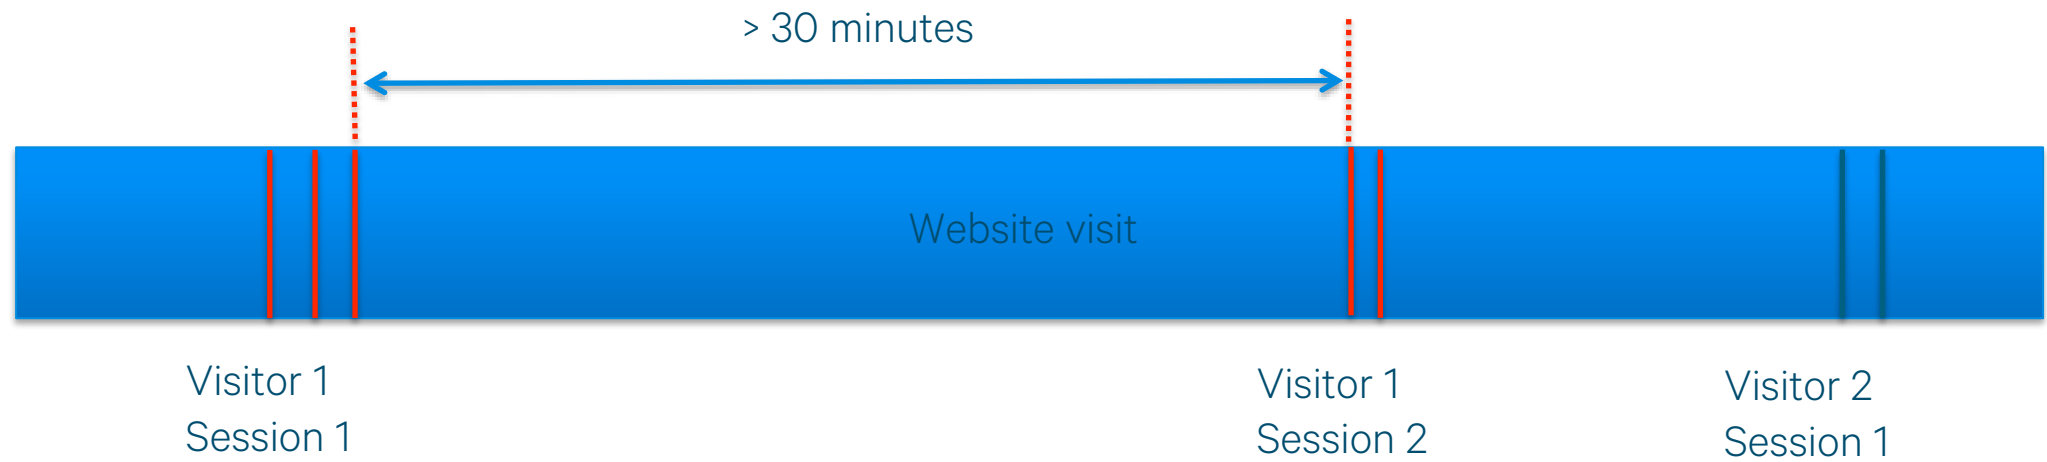 > 30 minutes
Website visit
Visitor 1
Session 1
Visitor 1
Session 2
Visitor 2
Session 1